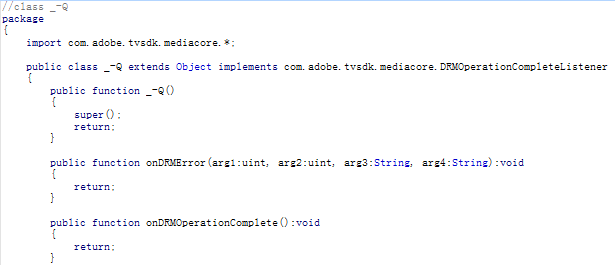 //class _-Q
package
{
import com.adobe.tvsdk.mediacore.*;
public class _-Q extends Object implements com.adobe.tvsdk.mediacore.DRMOperationCompleteListener
{
public function _-Q()
{
super();
return;
}
public function onDRMError(arg1:uint, arg2:uint, arg3:String, arg4:String):void
{
return;
}
public function onDRMOperationComplete():void
{
return;
}